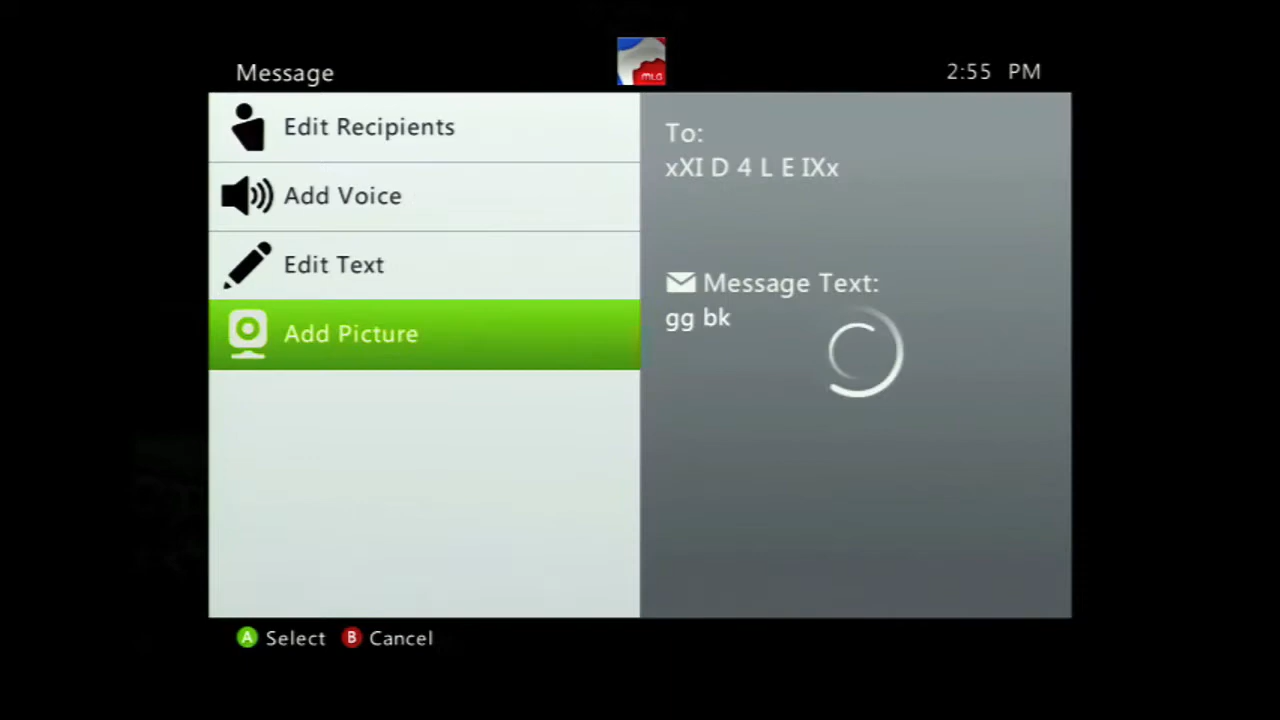 Message
MLG
2:55 PM
Edit Recipients
Add Voice
Edit Text
Add Picture
To:
xXI D 4 L E IXx
Message Text:
gg bk
A Select B Cancel